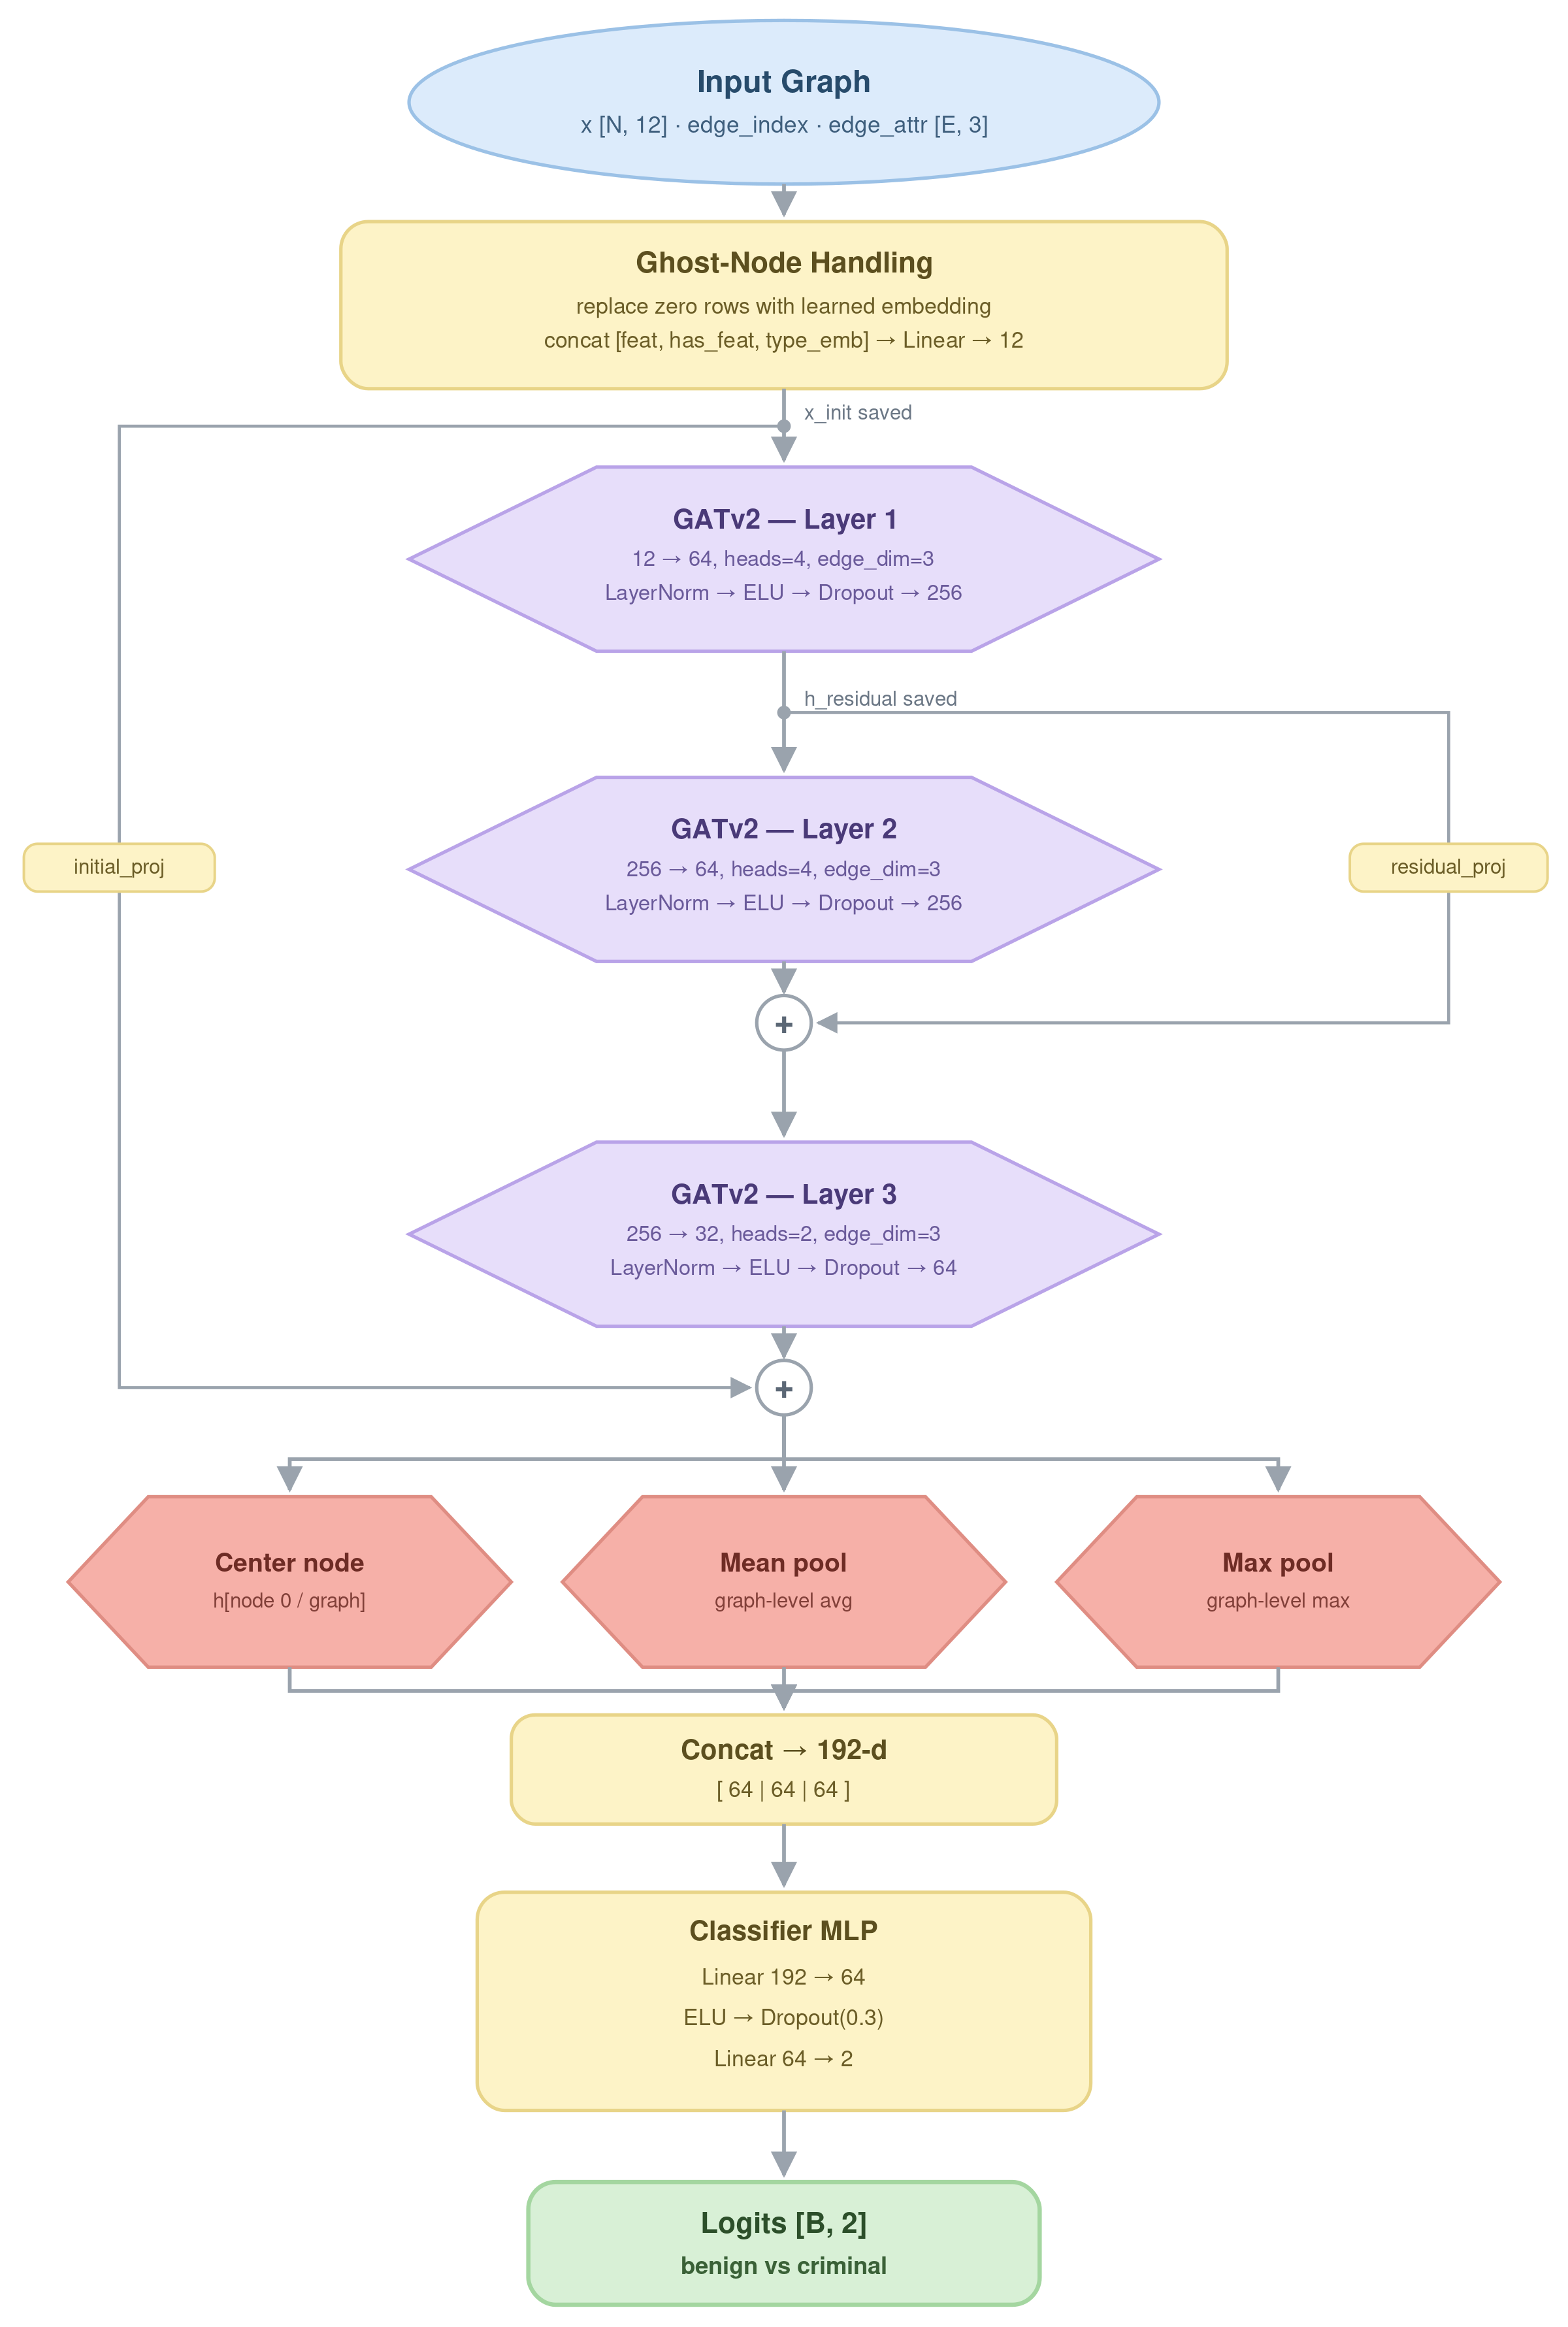 Input Graph
x [N, 12] · edge_index · edge_attr [E, 3]
Ghost-Node Handling
replace zero rows with learned embedding
concat [feat, has_feat, type_emb] → Linear → 12
x_init saved
GATv2 — Layer 1
12 → 64, heads=4, edge_dim=3
LayerNorm → ELU → Dropout → 256
h_residual saved
GATv2 — Layer 2
256 → 64, heads=4, edge_dim=3
LayerNorm → ELU → Dropout → 256
initial_proj
residual_proj
+
GATv2 — Layer 3
256 → 32, heads=2, edge_dim=3
LayerNorm → ELU → Dropout → 64
+
Center node
h[node 0 / graph]
Mean pool
graph-level avg
Max pool
graph-level max
Concat → 192-d
[ 64 | 64 | 64 ]
Classifier MLP
Linear 192 → 64
ELU → Dropout(0.3)
Linear 64 → 2
Logits [B, 2]
benign vs criminal